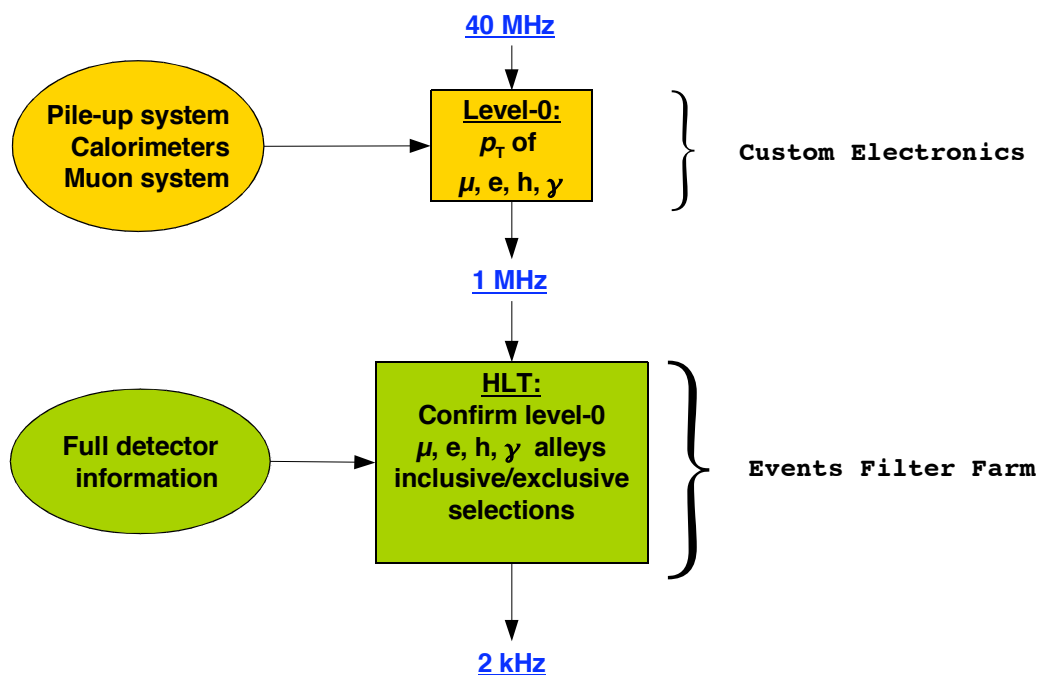 40 MHz
Pile-up system
Calorimeters
Muon system
Level-0:
pT of
μ, e, h, γ
Custom Electronics
1 MHz
Full detector
information
HLT:
Confirm level-0
μ, e, h, γ alleys
inclusive/exclusive
selections
Events Filter Farm
2 kHz